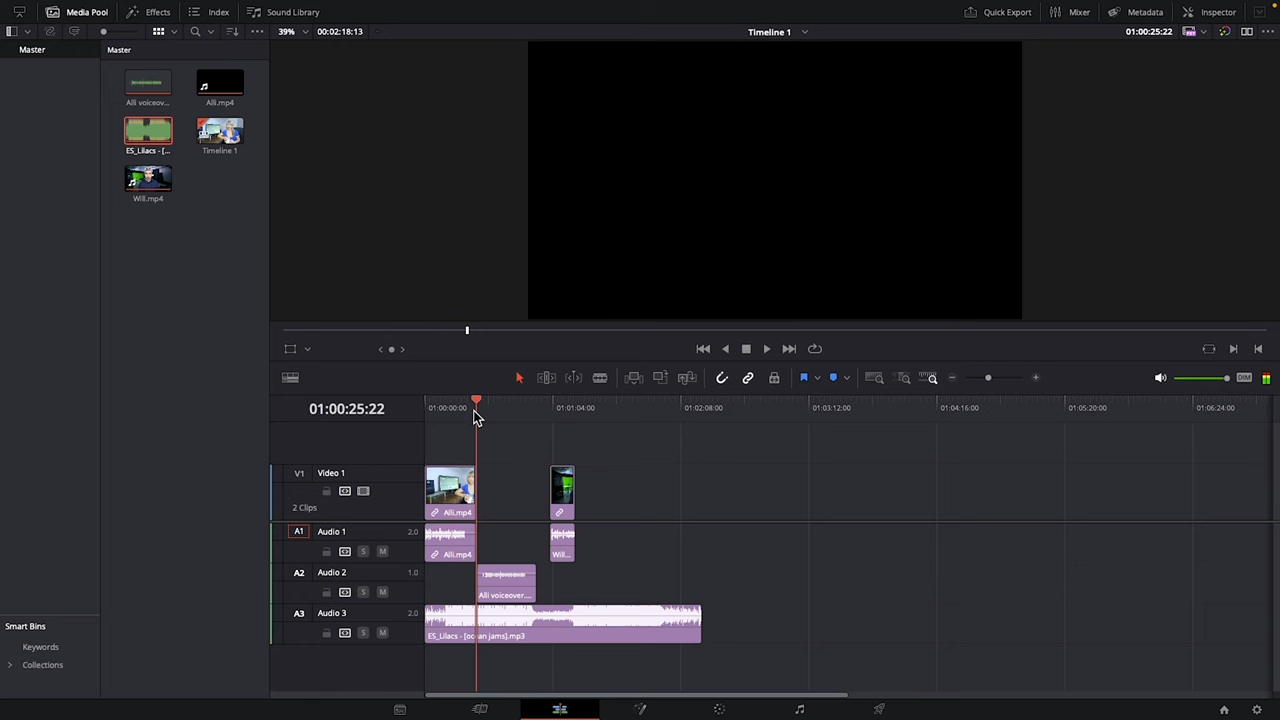 Media Pool Effects Index Sound Library Quick Export Mixer Metadata Inspector
39% 00:02:18:13 Timeline 1 01:00:25:22
Master Master
Alli voiceov... Alli.mp4
ES_Lilacs - [... Timeline 1
Will.mp4
DIM
01:00:25:22 01:00:00:00 01:01:04:00 01:02:08:00 01:03:12:00 01:04:16:00 01:05:20:00 01:06:24:00
V1 Video 1
2 Clips Alli.mp4
A1 Audio 1 2.0
S M Alli.mp4 Will...
A2 Audio 2 1.0
S M Alli voiceover....
A3 Audio 3 2.0
S M ES_Lilacs - [ocean jams].mp3
Smart Bins
Keywords
Collections